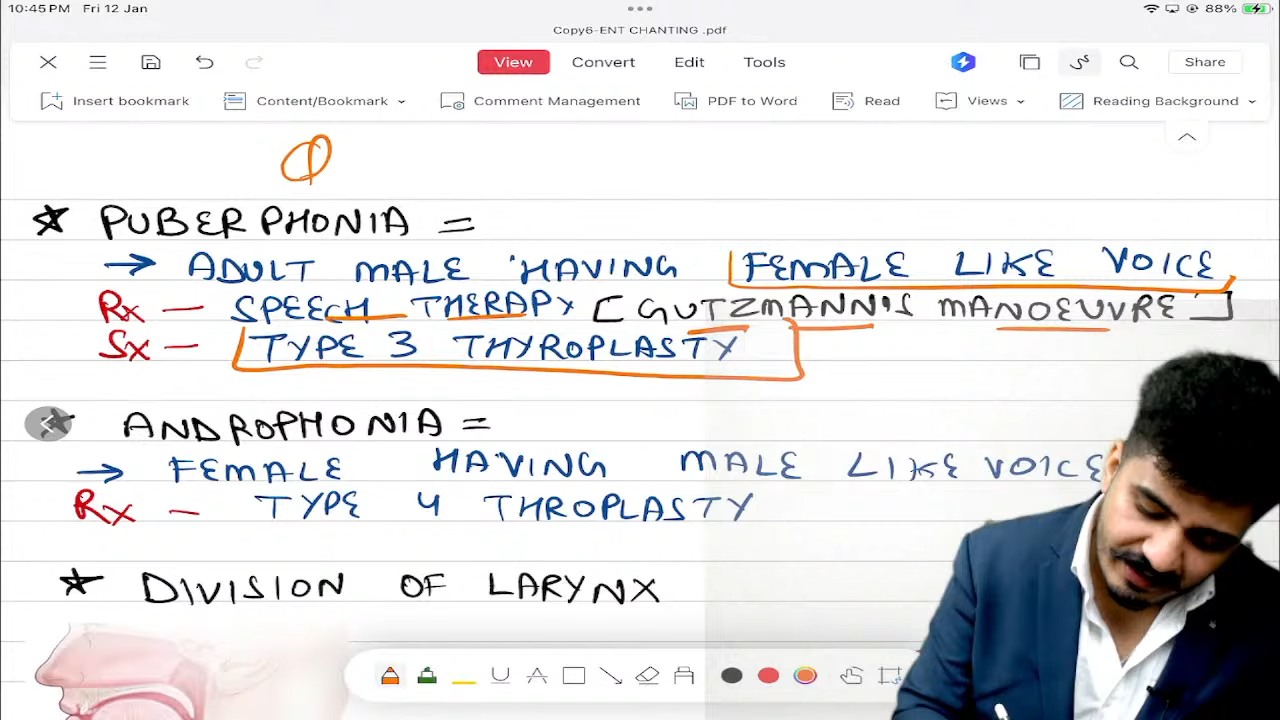 10:45 PM Fri 12 Jan
88%
Copy6-ENT CHANTING .pdf
View Convert Edit Tools Share
Insert bookmark Content/Bookmark Comment Management PDF to Word Read Views Reading Background
★ PUBERPHONIA =
→ ADULT MALE HAVING FEMALE LIKE VOICE
Rx — SPEECH THERAPY [GUTZMANN'S MANOEUVRE]
Sx — TYPE 3 THYROPLASTY
★ ANDROPHONIA =
→ FEMALE HAVING MALE LIKE VOICE
Rx - TYPE 4 THROPLASTY
★ DIVISION OF LARYNX